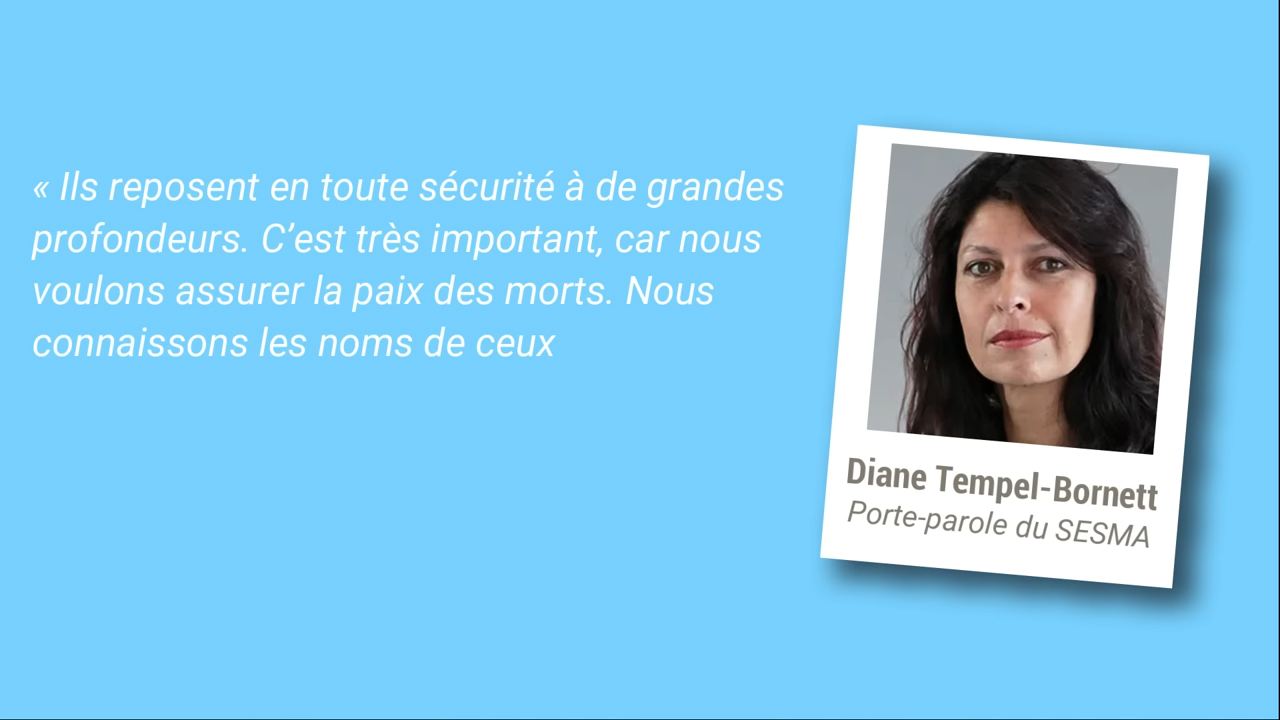 « Ils reposent en toute sécurité à de grandes
profondeurs. C’est très important, car nous
voulons assurer la paix des morts. Nous
connaissons les noms de ceux
Diane Tempel-Bornett
Porte-parole du SESMA